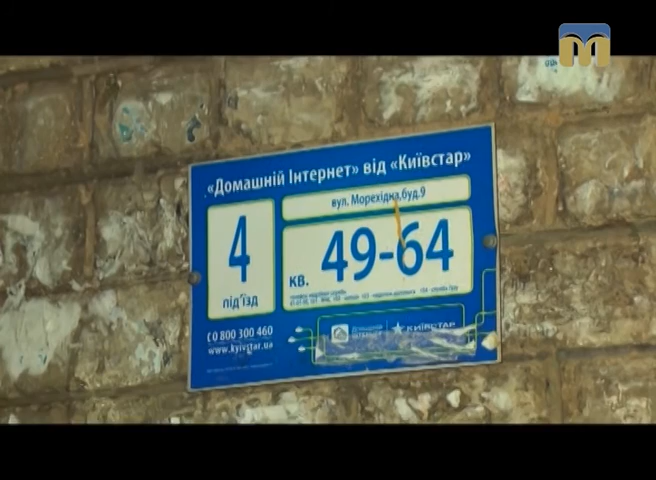 «Домашній Інтернет» від «Київстар»
вул. Морехідна,буд.9
4
під'їзд
кв. 49-64
0 800 300 460
www.kyivstar.ua
КИЇВСТАР